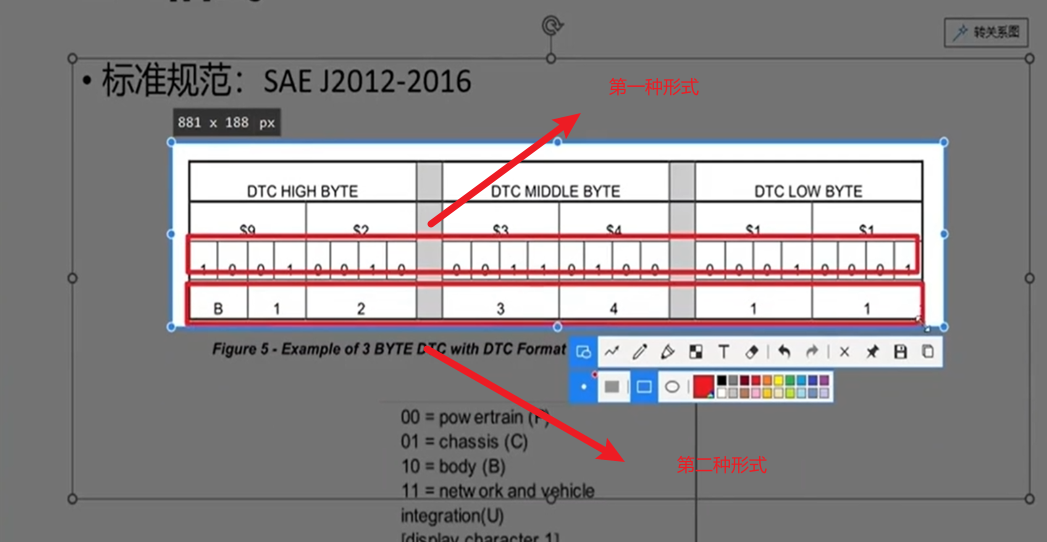 转关系图
• 标准规范：SAE J2012-2016
第一种形式
881 x 188 px
DTC HIGH BYTE DTC MIDDLE BYTE DTC LOW BYTE
$9 $2 $3 $4 $1 $1
1 0 0 1 0 0 1 0 0 0 1 1 0 1 0 0 0 0 0 1 0 0 0 1
B 1 2 3 4 1 1
Figure 5 - Example of 3 BYTE DTC with DTC Format
00 = powertrain (P)
01 = chassis (C)
10 = body (B)
第二种形式
11 = network and vehicle
integration(U)
[display character 1]